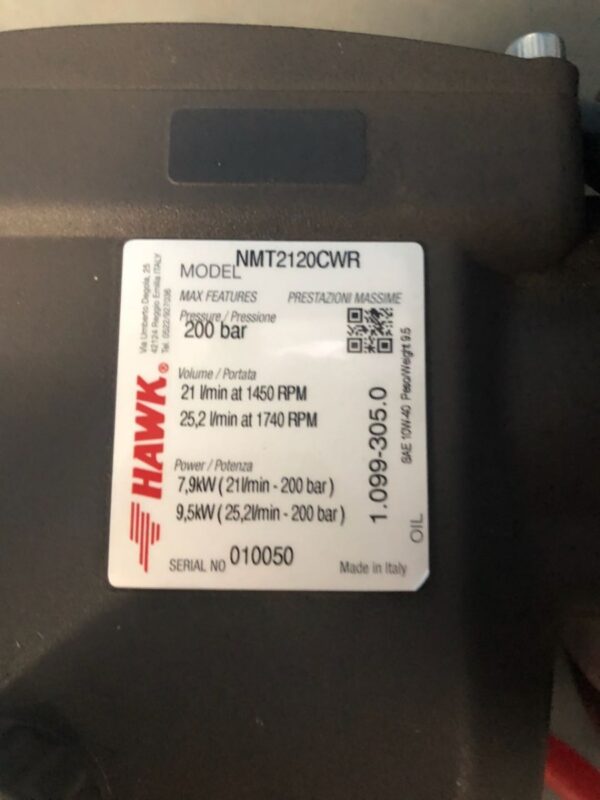 MODEL NMT2120CWR
MAX FEATURES PRESTAZIONI MASSIME
Pressure / Pressione
200 bar
Volume / Portata
21 l/min at 1450 RPM
25,2 l/min at 1740 RPM
Power / Potenza
7,9kW ( 21l/min - 200 bar )
9,5kW ( 25,2l/min - 200 bar )
SERIAL NO 010050
Made in Italy
HAWK®
Via Umberto Degola, 25
42124 Reggio Emilia ITALY
Tel. 0522/927096
1.099-305.0
OIL SAE 10W-40 Peso/Weight 9.5